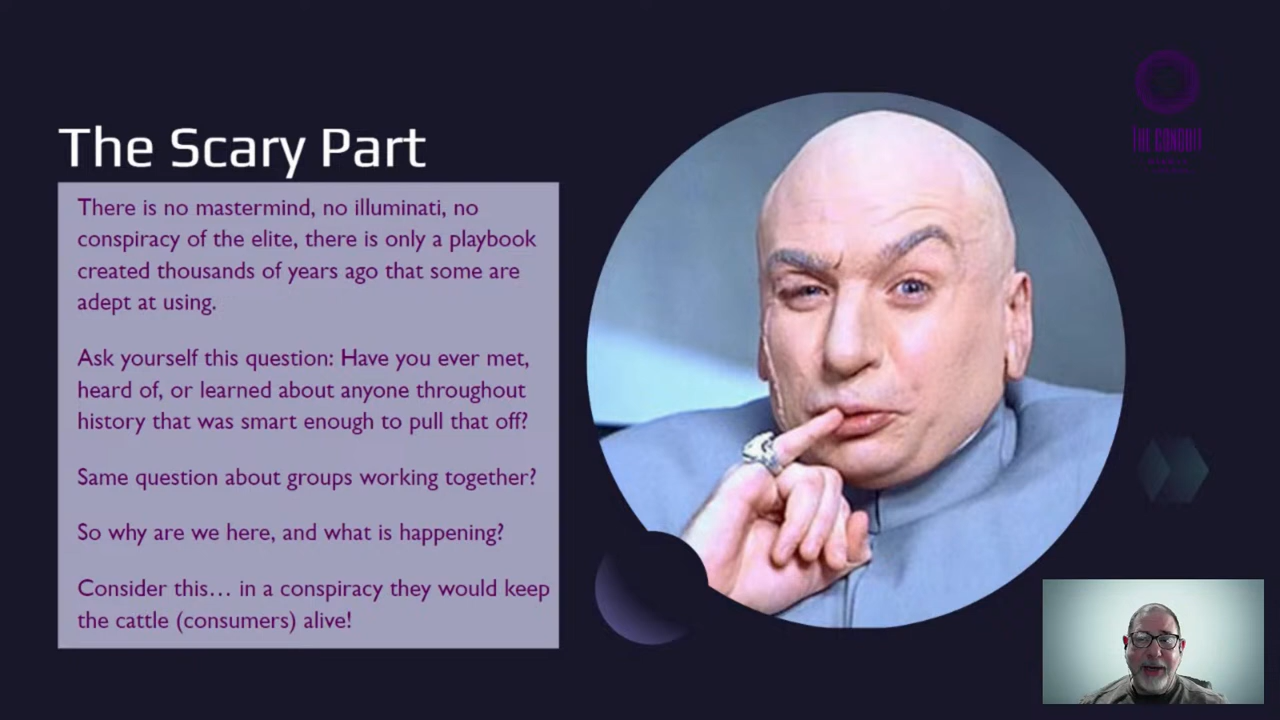 The Scary Part
There is no mastermind, no illuminati, no
conspiracy of the elite, there is only a playbook
created thousands of years ago that some are
adept at using.
Ask yourself this question: Have you ever met,
heard of, or learned about anyone throughout
history that was smart enough to pull that off?
Same question about groups working together?
So why are we here, and what is happening?
Consider this… in a conspiracy they would keep
the cattle (consumers) alive!
THE CONDUIT